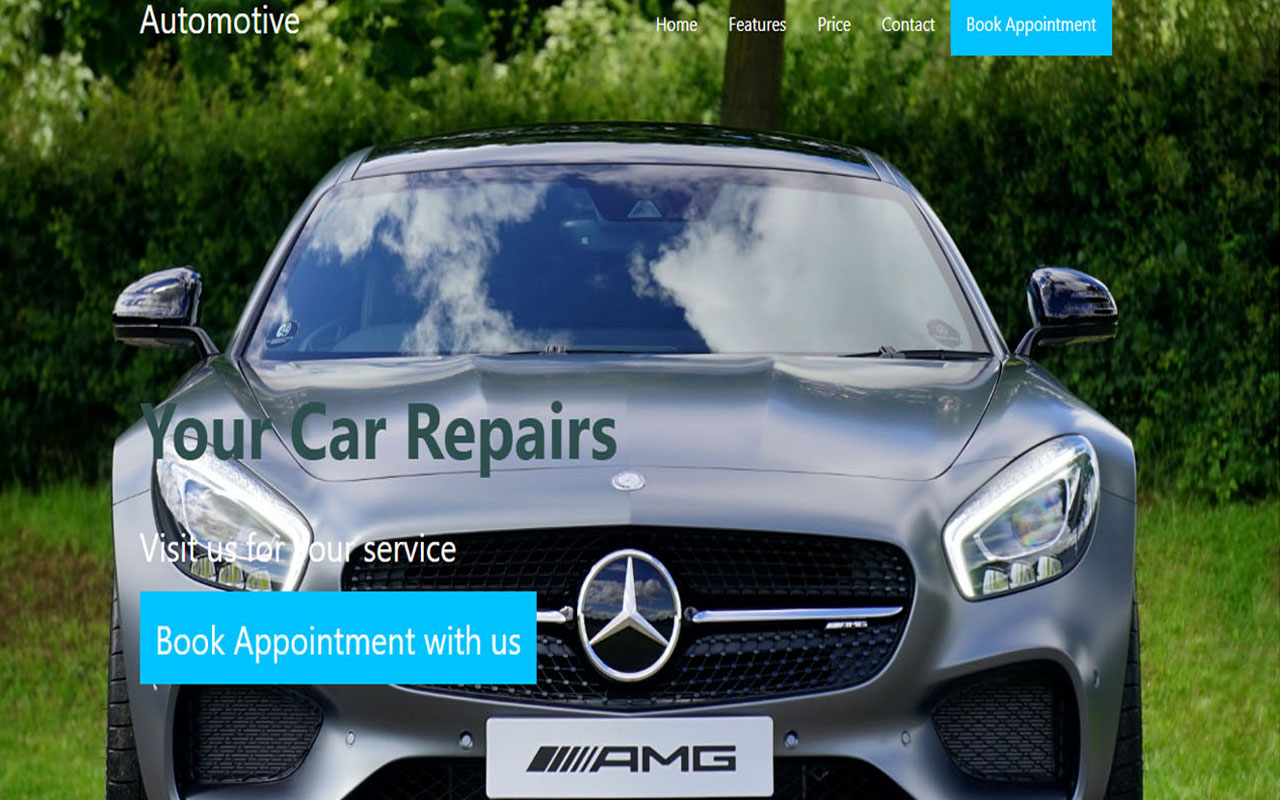 Automotive
Home Features Price Contact Book Appointment
Your Car Repairs
Visit us for your service
Book Appointment with us
AMG
AMG